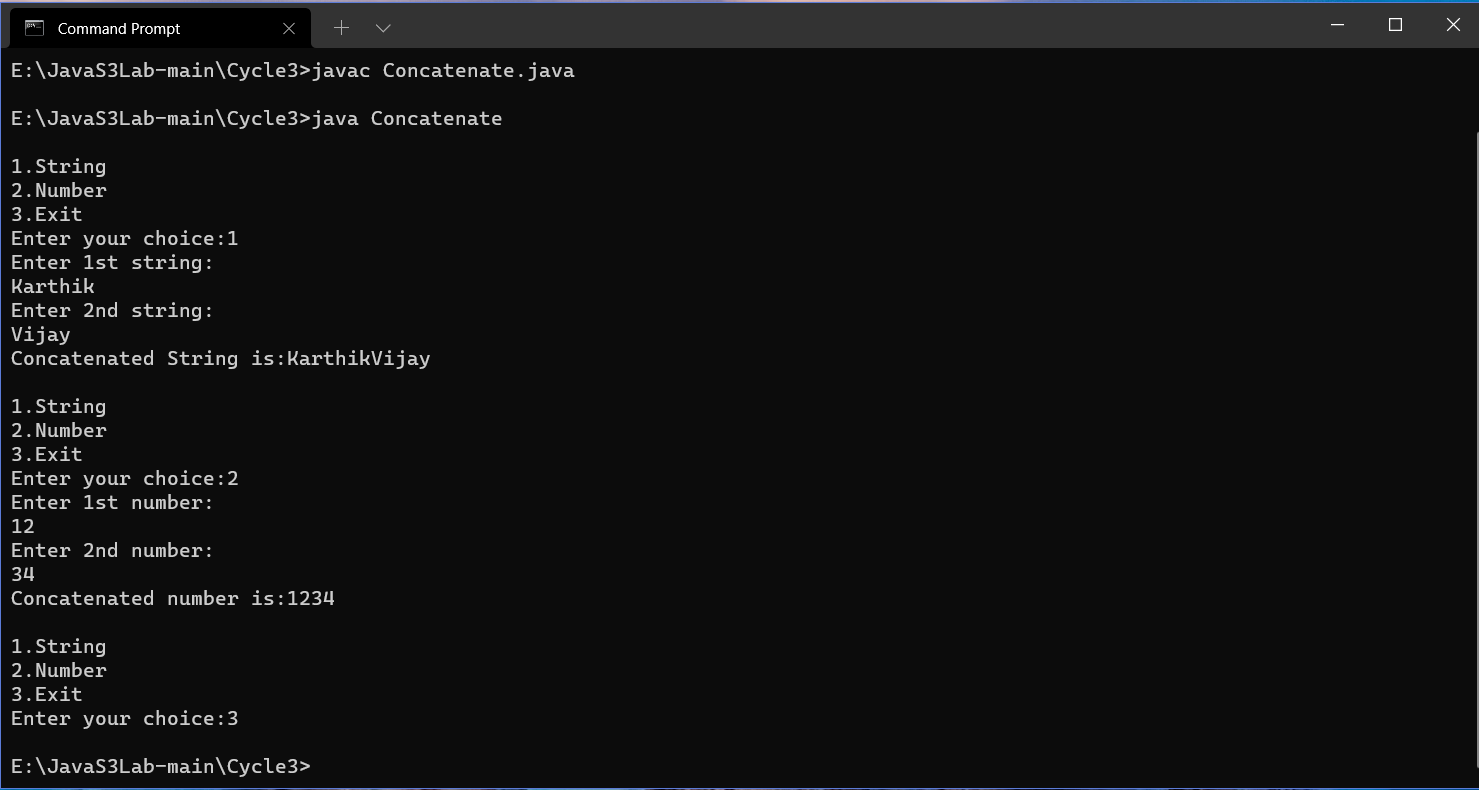 Command Prompt
E:\JavaS3Lab-main\Cycle3>javac Concatenate.java
E:\JavaS3Lab-main\Cycle3>java Concatenate
1.String
2.Number
3.Exit
Enter your choice:1
Enter 1st string:
Karthik
Enter 2nd string:
Vijay
Concatenated String is:KarthikVijay
1.String
2.Number
3.Exit
Enter your choice:2
Enter 1st number:
12
Enter 2nd number:
34
Concatenated number is:1234
1.String
2.Number
3.Exit
Enter your choice:3
E:\JavaS3Lab-main\Cycle3>